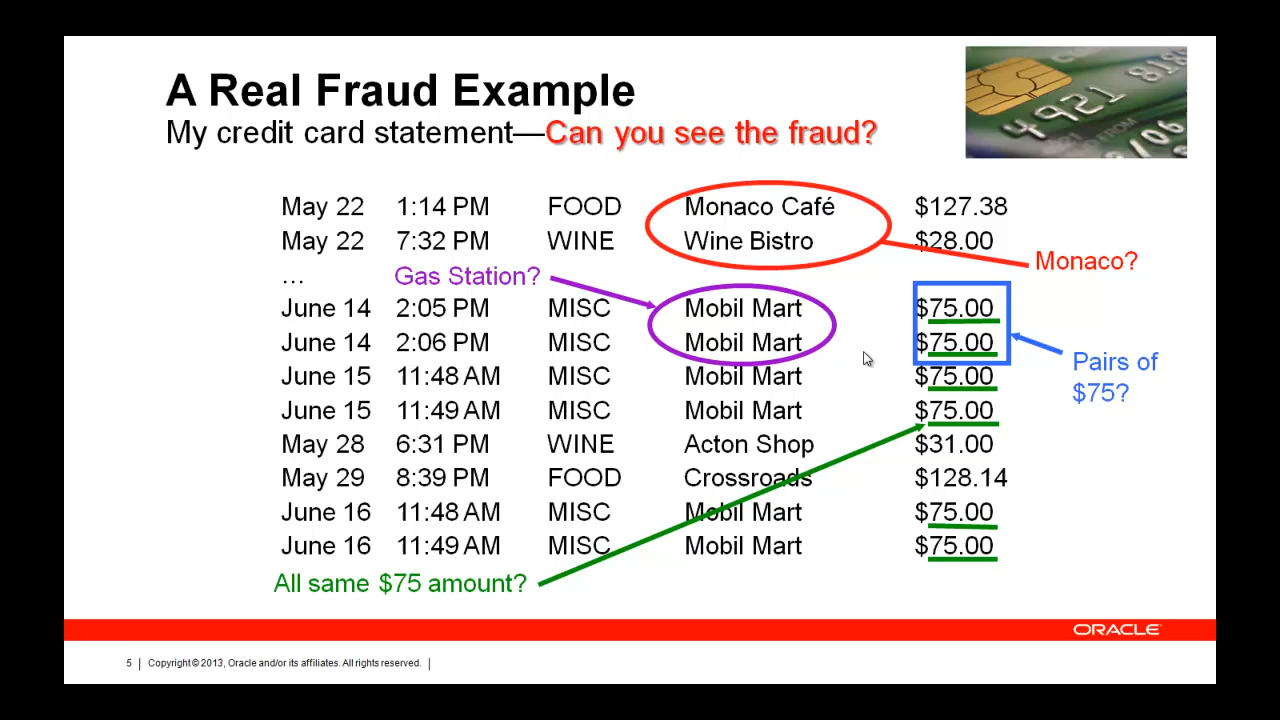 A Real Fraud Example
My credit card statement—Can you see the fraud?
4921 818
FROM /06
May 22 1:14 PM FOOD Monaco Café $127.38
May 22 7:32 PM WINE Wine Bistro $28.00
Monaco?
... Gas Station?
June 14 2:05 PM MISC Mobil Mart $75.00
June 14 2:06 PM MISC Mobil Mart $75.00
Pairs of
$75?
June 15 11:48 AM MISC Mobil Mart $75.00
June 15 11:49 AM MISC Mobil Mart $75.00
May 28 6:31 PM WINE Acton Shop $31.00
May 29 8:39 PM FOOD Crossroads $128.14
June 16 11:48 AM MISC Mobil Mart $75.00
June 16 11:49 AM MISC Mobil Mart $75.00
All same $75 amount?
ORACLE
5 | Copyright © 2013, Oracle and/or its affiliates. All rights reserved. |